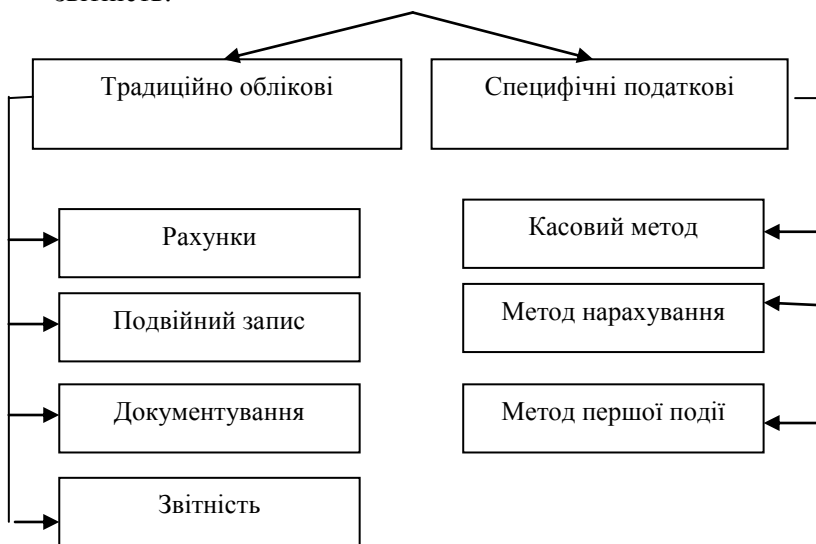 Традиційно облікові
Специфічні податкові
Рахунки
Подвійний запис
Документування
Звітність
Касовий метод
Метод нарахування
Метод першої події